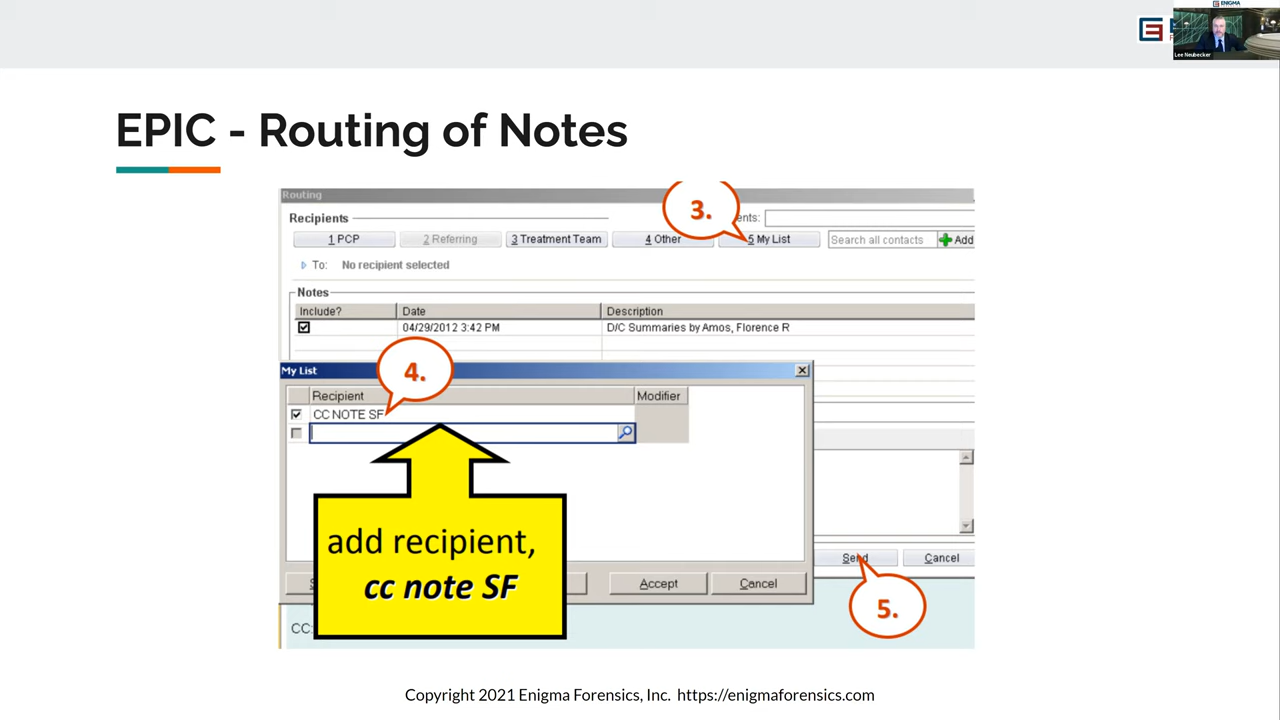 ENIGMA
Lee Neubecker
EPIC - Routing of Notes
Routing
3.
Recipients
ents:
1 PCP
2 Referring
3 Treatment Team
4 Other
5 My List
Search all contacts
Add
To: No recipient selected
Notes
Include? Date Description
04/29/2012 3:42 PM D/C Summaries by Amos, Florence R
My List
4.
Recipient Modifier
CC NOTE SF
add recipient,
cc note SF
Accept
Cancel
Send
Cancel
5.
CC:
Copyright 2021 Enigma Forensics, Inc. https://enigmaforensics.com